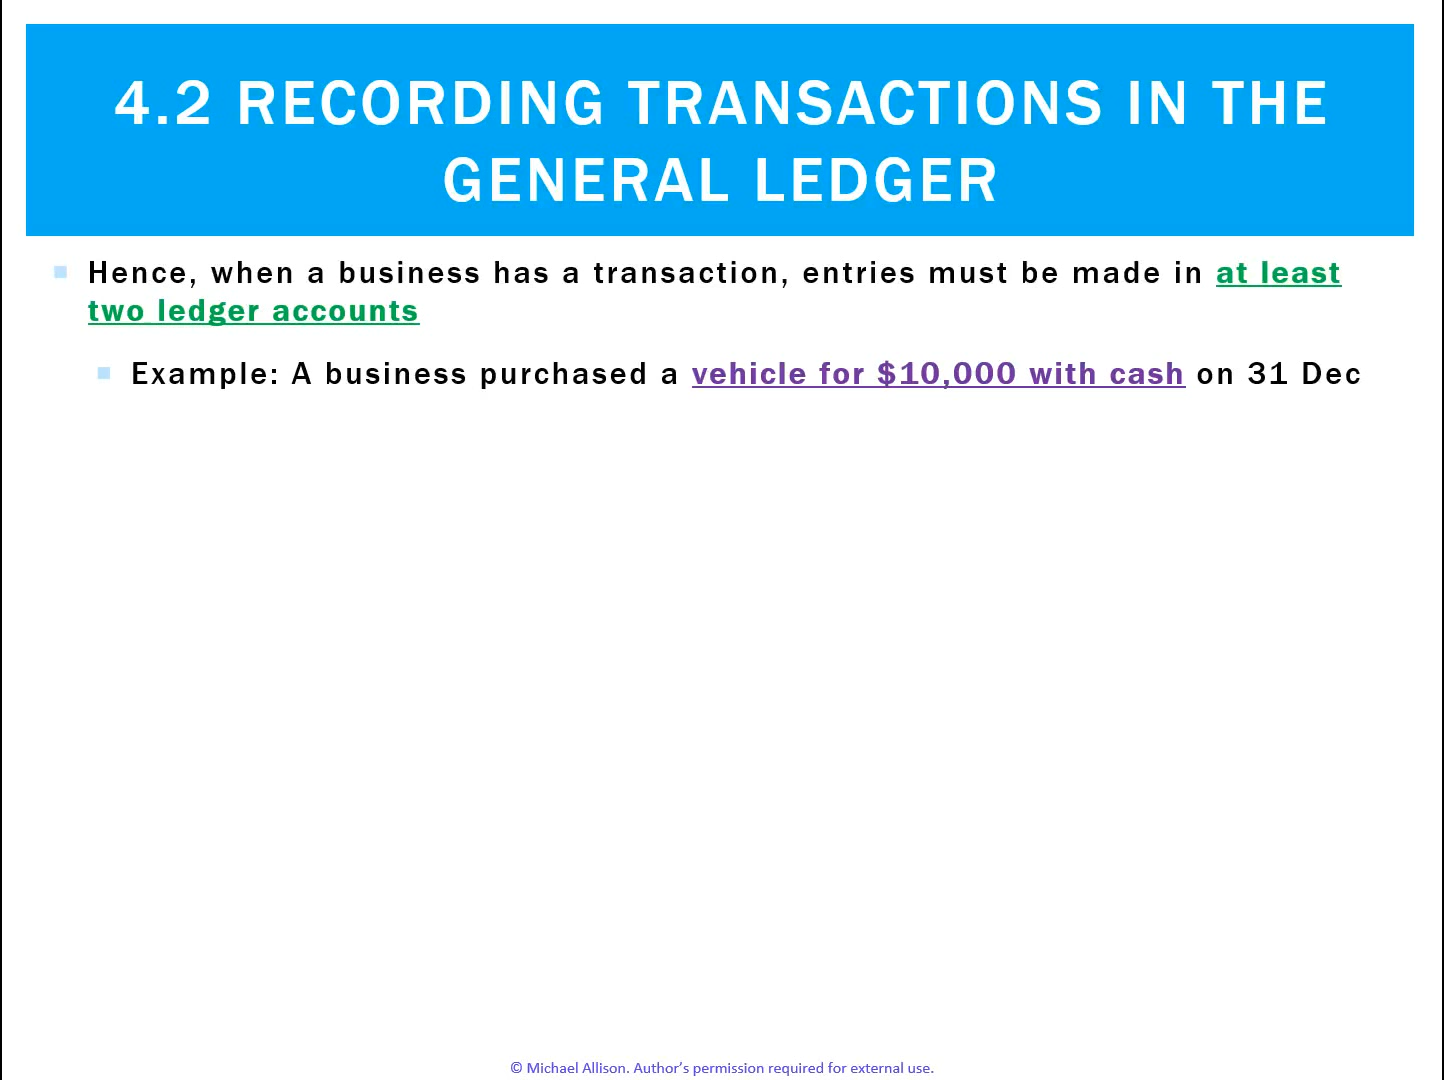 4.2 RECORDING TRANSACTIONS IN THE
GENERAL LEDGER
Hence, when a business has a transaction, entries must be made in at least
two ledger accounts
Example: A business purchased a vehicle for $10,000 with cash on 31 Dec
© Michael Allison. Author’s permission required for external use.